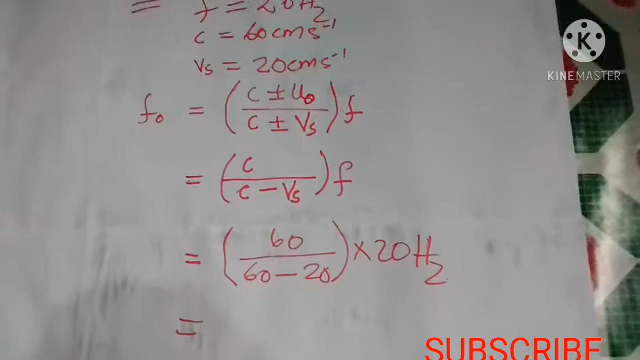 = f = 20Hz
c = 60cms⁻¹
Vs = 20cms⁻¹
f₀ = (c ± U₀ / c ± Vs) f
= (c / c − Vs) f
= (60 / 60 − 20) × 20Hz
=
K
KINEMASTER
SUBSCRIBE